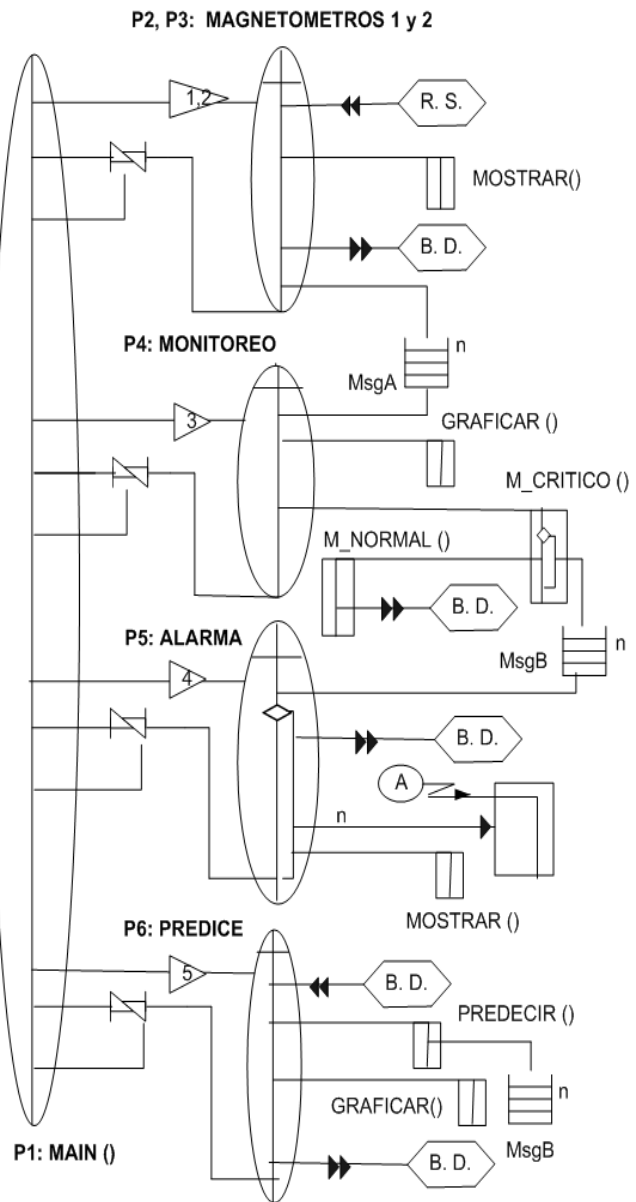 P2, P3: MAGNETOMETROS 1 y 2
1,2
R. S.
MOSTRAR()
B. D.
n
MsgA
P4: MONITOREO
3
GRAFICAR ()
M_CRITICO ()
M_NORMAL ()
B. D.
n
MsgB
P5: ALARMA
4
B. D.
A
n
MOSTRAR ()
P6: PREDICE
5
B. D.
PREDECIR ()
n
GRAFICAR()
MsgB
B. D.
P1: MAIN ()